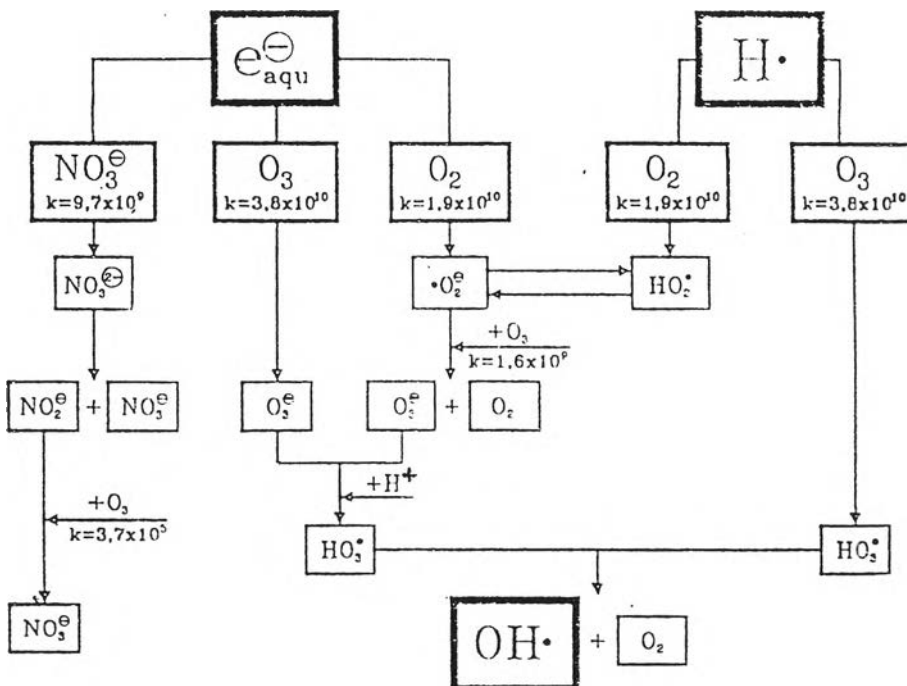 e⊖aqu
H·
NO₃⊖
k=9,7x10⁹
O₃
k=3,8x10¹⁰
O₂
k=1,9x10¹⁰
O₂
k=1,9x10¹⁰
O₃
k=3,8x10¹⁰
NO₃²⁻
·O₂⊖
HO₂·
+O₃
k=1,6x10⁹
NO₂⊖ + NO₃⊖
O₃⊖
O₃⊖ + O₂
+H⁺
+O₃
k=3,7x10⁵
HO₃·
HO₃·
NO₃⊖
OH· + O₂